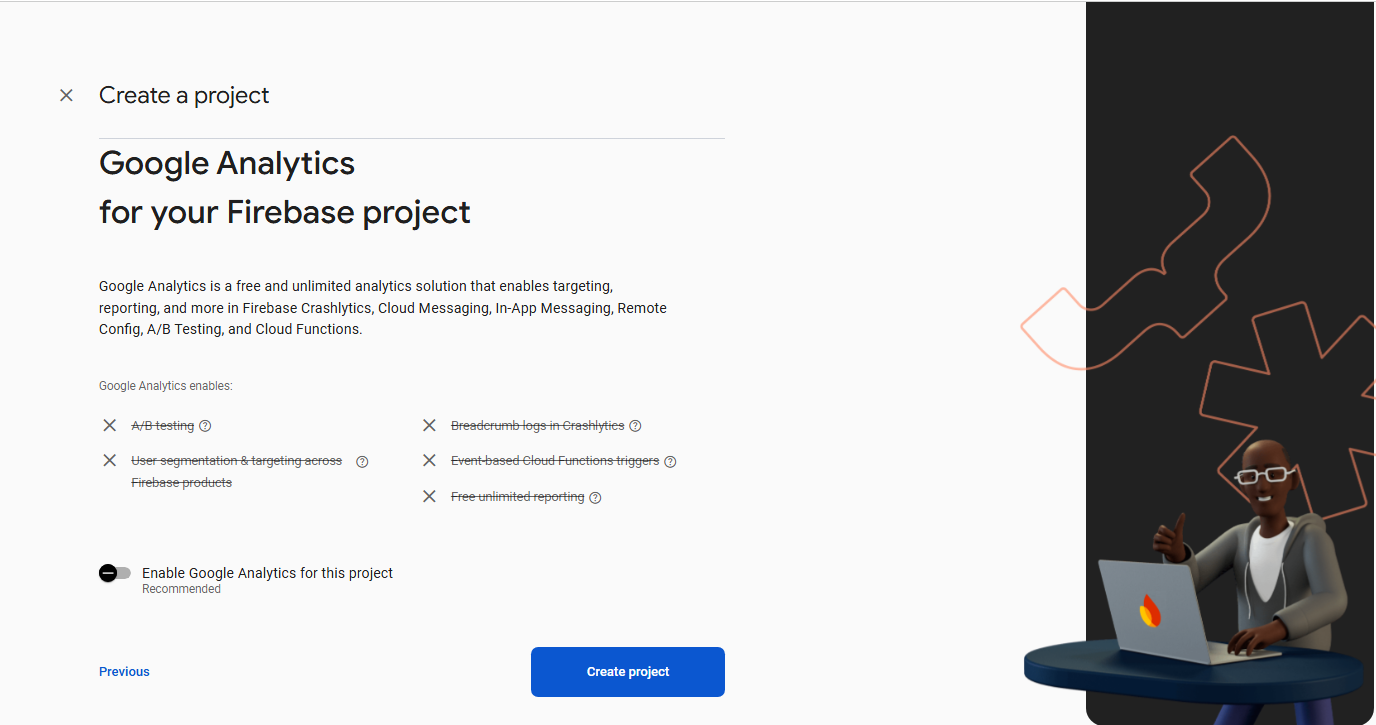 Create a project
Google Analytics
for your Firebase project
Google Analytics is a free and unlimited analytics solution that enables targeting,
reporting, and more in Firebase Crashlytics, Cloud Messaging, In-App Messaging, Remote
Config, A/B Testing, and Cloud Functions.
Google Analytics enables:
A/B testing
User segmentation & targeting across
Firebase products
Breadcrumb logs in Crashlytics
Event-based Cloud Functions triggers
Free unlimited reporting
Enable Google Analytics for this project
Recommended
Previous
Create project